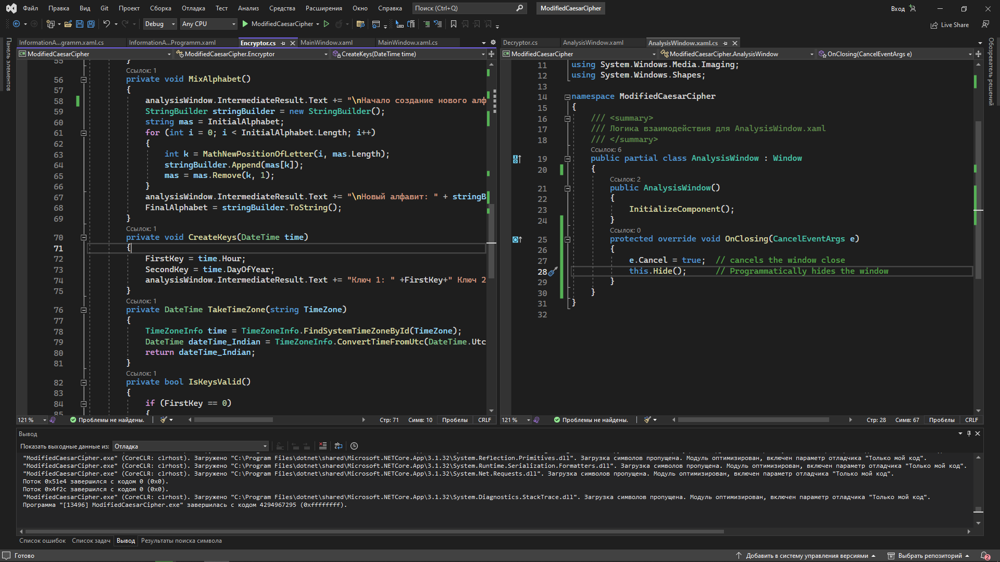 Файл Правка Вид Git Проект Сборка Отладка Тест Анализ Средства Расширения Окно Справка Поиск (Ctrl+Q) ModifiedCaesarCipher Вход
Debug Any CPU ModifiedCaesarCipher Live Share
Панель элементов
InformationA...gramm.xaml.cs InformationA...Programm.xaml Encryptor.cs MainWindow.xaml MainWindow.xaml.cs
ModifiedCaesarCipher ModifiedCaesarCipher.Encryptor CreateKeys(DateTime time)
55 }
Ссылок: 1
56 private void MixAlphabet()
57 {
58 analysisWindow.IntermediateResult.Text += "\nНачало создание нового алф
59 StringBuilder stringBuilder = new StringBuilder();
60 string mas = InitialAlphabet;
61 for (int i = 0; i < InitialAlphabet.Length; i++)
62 {
63 int k = MathNewPositionOfLetter(i, mas.Length);
64 stringBuilder.Append(mas[k]);
65 mas = mas.Remove(k, 1);
66 }
67 analysisWindow.IntermediateResult.Text += "\nНовый алфавит: " + stringB
68 FinalAlphabet = stringBuilder.ToString();
69 }
Ссылок: 1
70 private void CreateKeys(DateTime time)
71 {
72 FirstKey = time.Hour;
73 SecondKey = time.DayOfYear;
74 analysisWindow.IntermediateResult.Text += "Ключ 1: " +FirstKey+" Ключ 2
75 }
Ссылок: 1
76 private DateTime TakeTimeZone(string TimeZone)
77 {
78 TimeZoneInfo time = TimeZoneInfo.FindSystemTimeZoneById(TimeZone);
79 DateTime dateTime_Indian = TimeZoneInfo.ConvertTimeFromUtc(DateTime.Utc
80 return dateTime_Indian;
81 }
Ссылок: 1
82 private bool IsKeysValid()
83 {
84 if (FirstKey == 0)
85 {
121 % Проблемы не найдены. Стр: 71 Симв: 10 Пробелы CRLF
Decryptor.cs AnalysisWindow.xaml AnalysisWindow.xaml.cs
ModifiedCaesarCipher ModifiedCaesarCipher.AnalysisWindow OnClosing(CancelEventArgs e)
11 using System.Windows.Media.Imaging;
12 using System.Windows.Shapes;
13
14 namespace ModifiedCaesarCipher
15 {
16 /// <summary>
17 /// Логика взаимодействия для AnalysisWindow.xaml
18 /// </summary>
Ссылок: 6
19 public partial class AnalysisWindow : Window
20 {
Ссылок: 2
21 public AnalysisWindow()
22 {
23 InitializeComponent();
24 }
Ссылок: 0
25 protected override void OnClosing(CancelEventArgs e)
26 {
27 e.Cancel = true; // cancels the window close
28 this.Hide(); // Programmatically hides the window
29 }
30 }
31 }
32
121 % Проблемы не найдены. Стр: 28 Симв: 67 Пробелы CRLF
Обозреватель решений
Вывод
Показать выходные данные из: Отладка
"ModifiedCaesarCipher.exe" (CoreCLR: clrhost). Загружено "C:\Program Files\dotnet\shared\Microsoft.NETCore.App\3.1.32\System.Reflection.Primitives.dll". Загрузка символов пропущена. Модуль оптимизирован, включен параметр отладчика "Только мой код".
"ModifiedCaesarCipher.exe" (CoreCLR: clrhost). Загружено "C:\Program Files\dotnet\shared\Microsoft.NETCore.App\3.1.32\System.Runtime.Serialization.Formatters.dll". Загрузка символов пропущена. Модуль оптимизирован, включен параметр отладчика "Только мой код".
"ModifiedCaesarCipher.exe" (CoreCLR: clrhost). Загружено "C:\Program Files\dotnet\shared\Microsoft.NETCore.App\3.1.32\System.Net.Requests.dll". Загрузка символов пропущена. Модуль оптимизирован, включен параметр отладчика "Только мой код".
Поток 0x51e4 завершился с кодом 0 (0x0).
Поток 0x4f2c завершился с кодом 0 (0x0).
"ModifiedCaesarCipher.exe" (CoreCLR: clrhost). Загружено "C:\Program Files\dotnet\shared\Microsoft.NETCore.App\3.1.32\System.Diagnostics.StackTrace.dll". Загрузка символов пропущена. Модуль оптимизирован, включен параметр отладчика "Только мой код".
Программа "[13496] ModifiedCaesarCipher.exe" завершилась с кодом 4294967295 (0xffffffff).
Список ошибок Список задач Вывод Результаты поиска символа
Готово Добавить в систему управления версиями Выбрать репозиторий 2